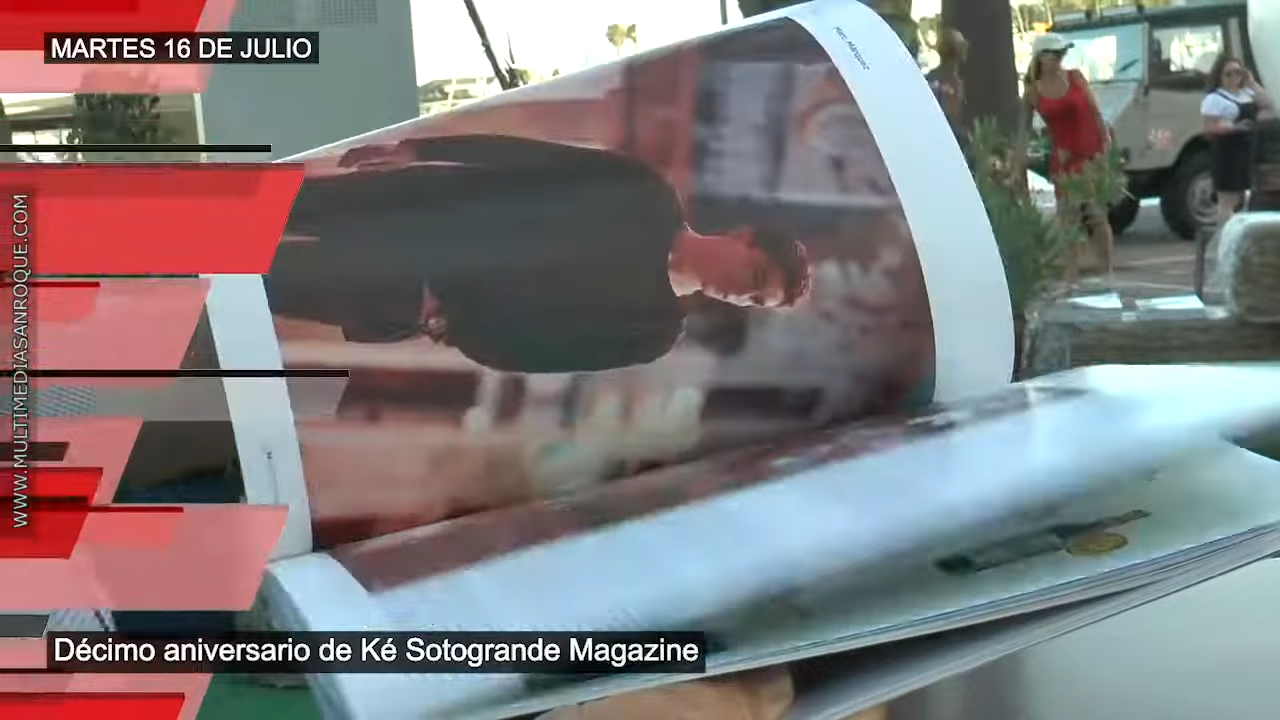 MARTES 16 DE JULIO
WWW.MULTIMEDIASANROQUE.COM
Décimo aniversario de Ké Sotogrande Magazine